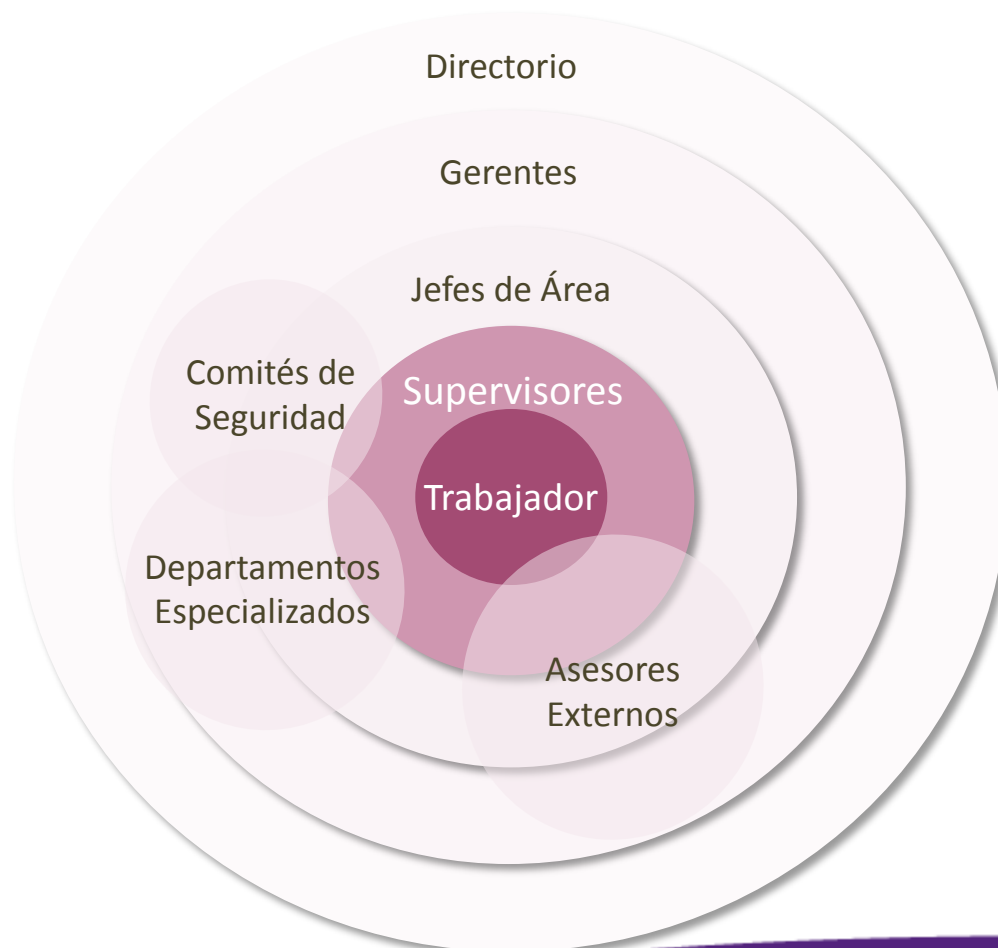 Directorio
Gerentes
Jefes de Área
Comités de
Seguridad
Supervisores
Trabajador
Departamentos
Especializados
Asesores
Externos